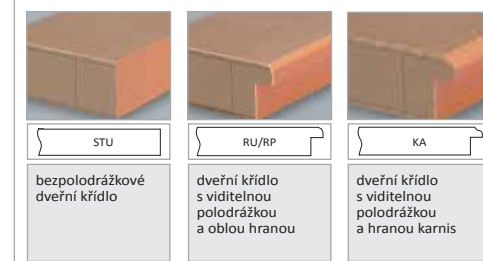 STU
RU/RP
KA
bezpolodrážkové
dveřní křídlo
dveřní křídlo
s viditelnou
polodrážkou
a oblou hranou
dveřní křídlo
s viditelnou
polodrážkou
a hranou karnis